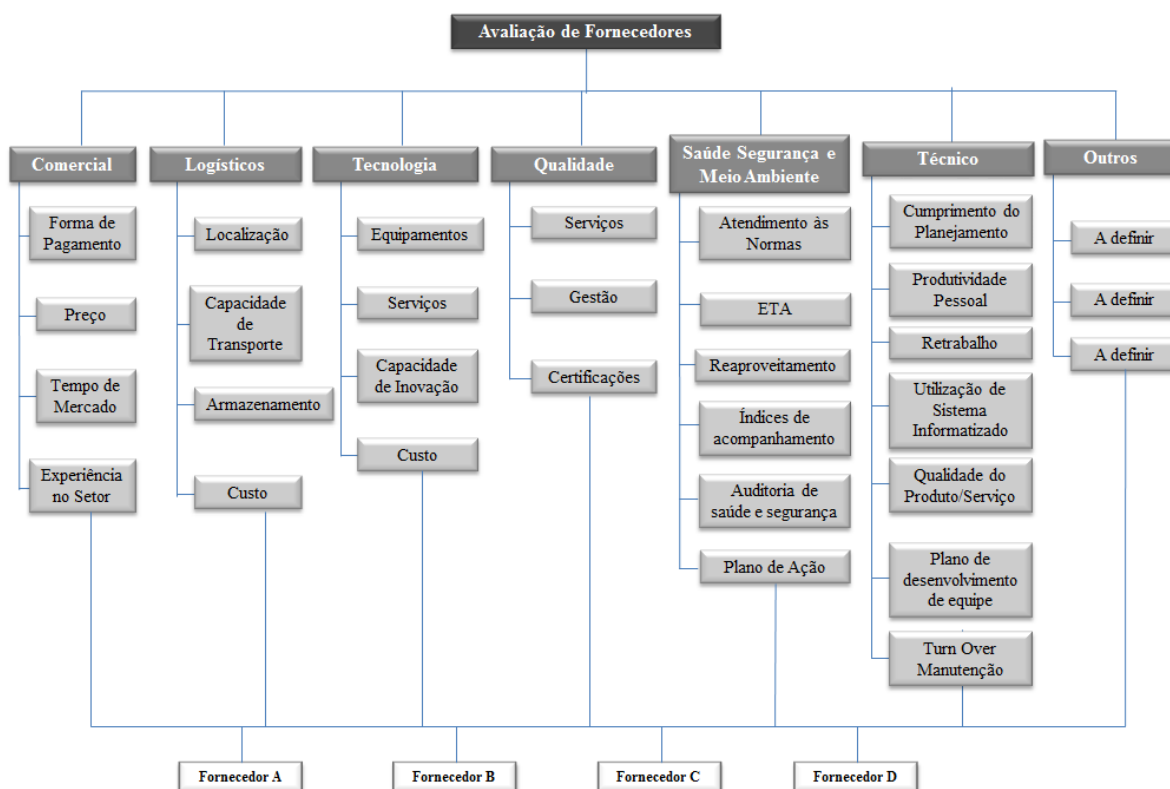 Avaliação de Fornecedores
Comercial
Forma de
Pagamento
Preço
Tempo de
Mercado
Experiência
no Setor
Logísticos
Localização
Capacidade
de
Transporte
Armazenamento
Custo
Tecnologia
Equipamentos
Serviços
Capacidade
de Inovação
Custo
Qualidade
Serviços
Gestão
Certificações
Saúde Segurança e
Meio Ambiente
Atendimento às
Normas
ETA
Reaproveitamento
Índices de
acompanhamento
Auditoria de
saúde e segurança
Plano de Ação
Técnico
Cumprimento do
Planejamento
Produtividade
Pessoal
Retrabalho
Utilização de
Sistema
Informatizado
Qualidade do
Produto/Serviço
Plano de
desenvolvimento
de equipe
Turn Over
Manutenção
Outros
A definir
A definir
A definir
Fornecedor A
Fornecedor B
Fornecedor C
Fornecedor D